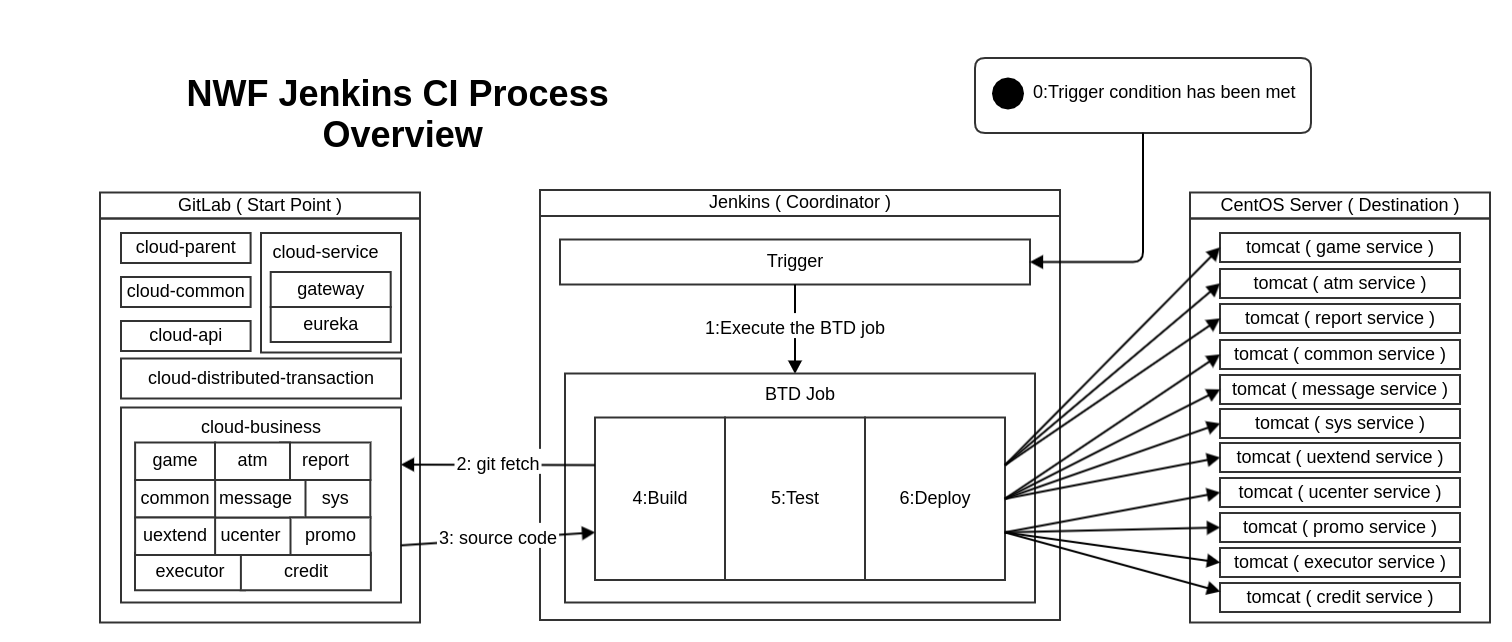 NWF Jenkins CI Process
Overview
0:Trigger condition has been met
GitLab ( Start Point )
cloud-parent
cloud-common
cloud-api
cloud-service
gateway
eureka
cloud-distributed-transaction
cloud-business
game
atm
report
common
message
sys
uextend
ucenter
promo
executor
credit
2: git fetch
3: source code
Jenkins ( Coordinator )
Trigger
1:Execute the BTD job
BTD Job
4:Build
5:Test
6:Deploy
CentOS Server ( Destination )
tomcat ( game service )
tomcat ( atm service )
tomcat ( report service )
tomcat ( common service )
tomcat ( message service )
tomcat ( sys service )
tomcat ( uextend service )
tomcat ( ucenter service )
tomcat ( promo service )
tomcat ( executor service )
tomcat ( credit service )